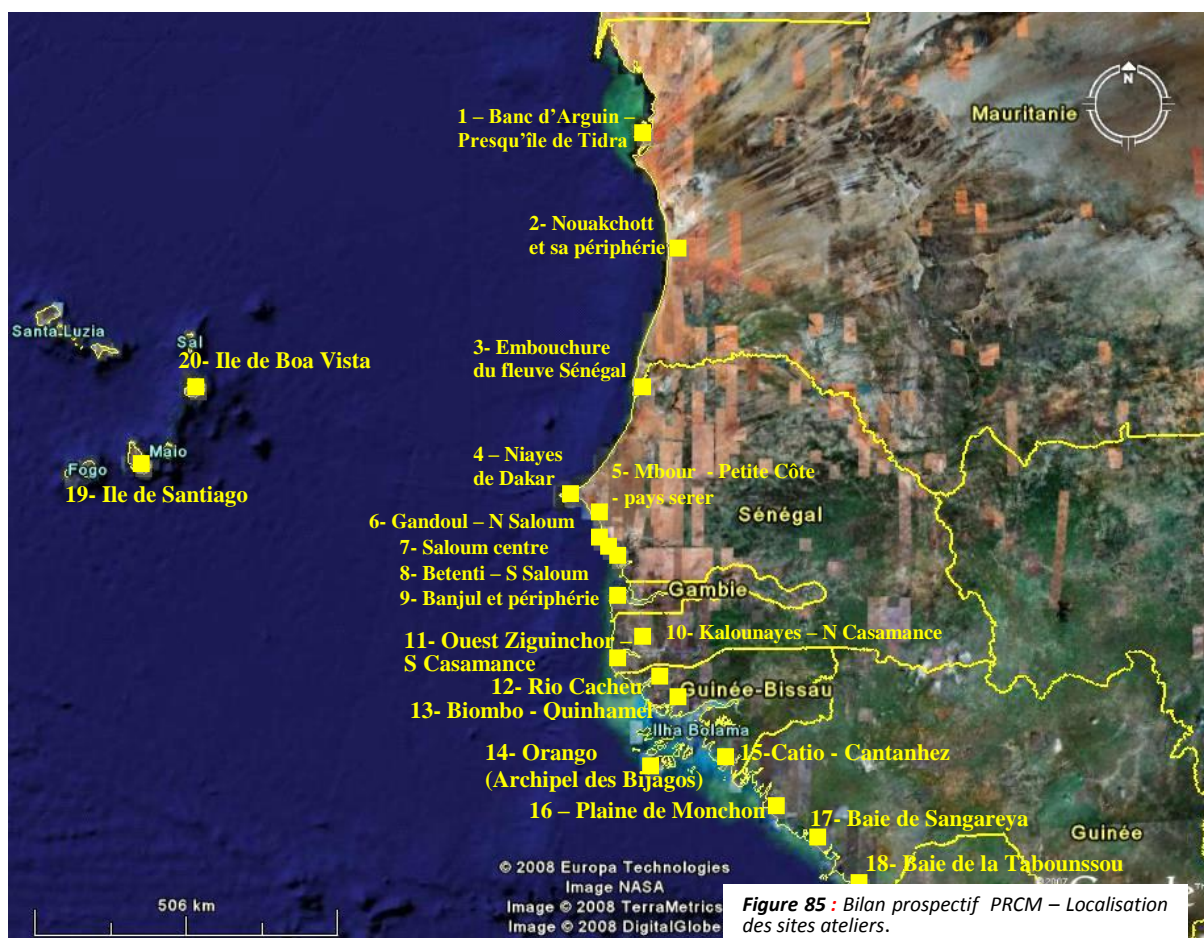 N
Mauritanie
1 – Banc d'Arguin –
Presqu'île de Tidra
2- Nouakchott
et sa périphérie
Santa Luzia
Sal
20- Ile de Boa Vista
3- Embouchure
du fleuve Sénégal
Maio
Fogo
19- Ile de Santiago
4 – Niayes
de Dakar
5- Mbour - Petite Côte
- pays serer
Sénégal
6- Gandoul – N Saloum
7- Saloum centre
8- Betenti – S Saloum
Gambie
9- Banjul et périphérie
10- Kalounayes – N Casamance
11- Ouest Ziguinchor –
S Casamance
12- Rio Cacheu
Guinée-Bissau
13- Biombo - Quinhamel
Ilha Bolama
14- Orango
(Archipel des Bijagos)
15-Catio - Cantanhez
16 – Plaine de Monchon
17- Baie de Sangareya
Guinée
18- Baie de la Tabounssou
© 2008 Europa Technologies
Image NASA
Image © 2008 TerraMetrics
Image © 2008 DigitalGlobe
©2007
506 km
Figure 85 : Bilan prospectif PRCM – Localisation
des sites ateliers.